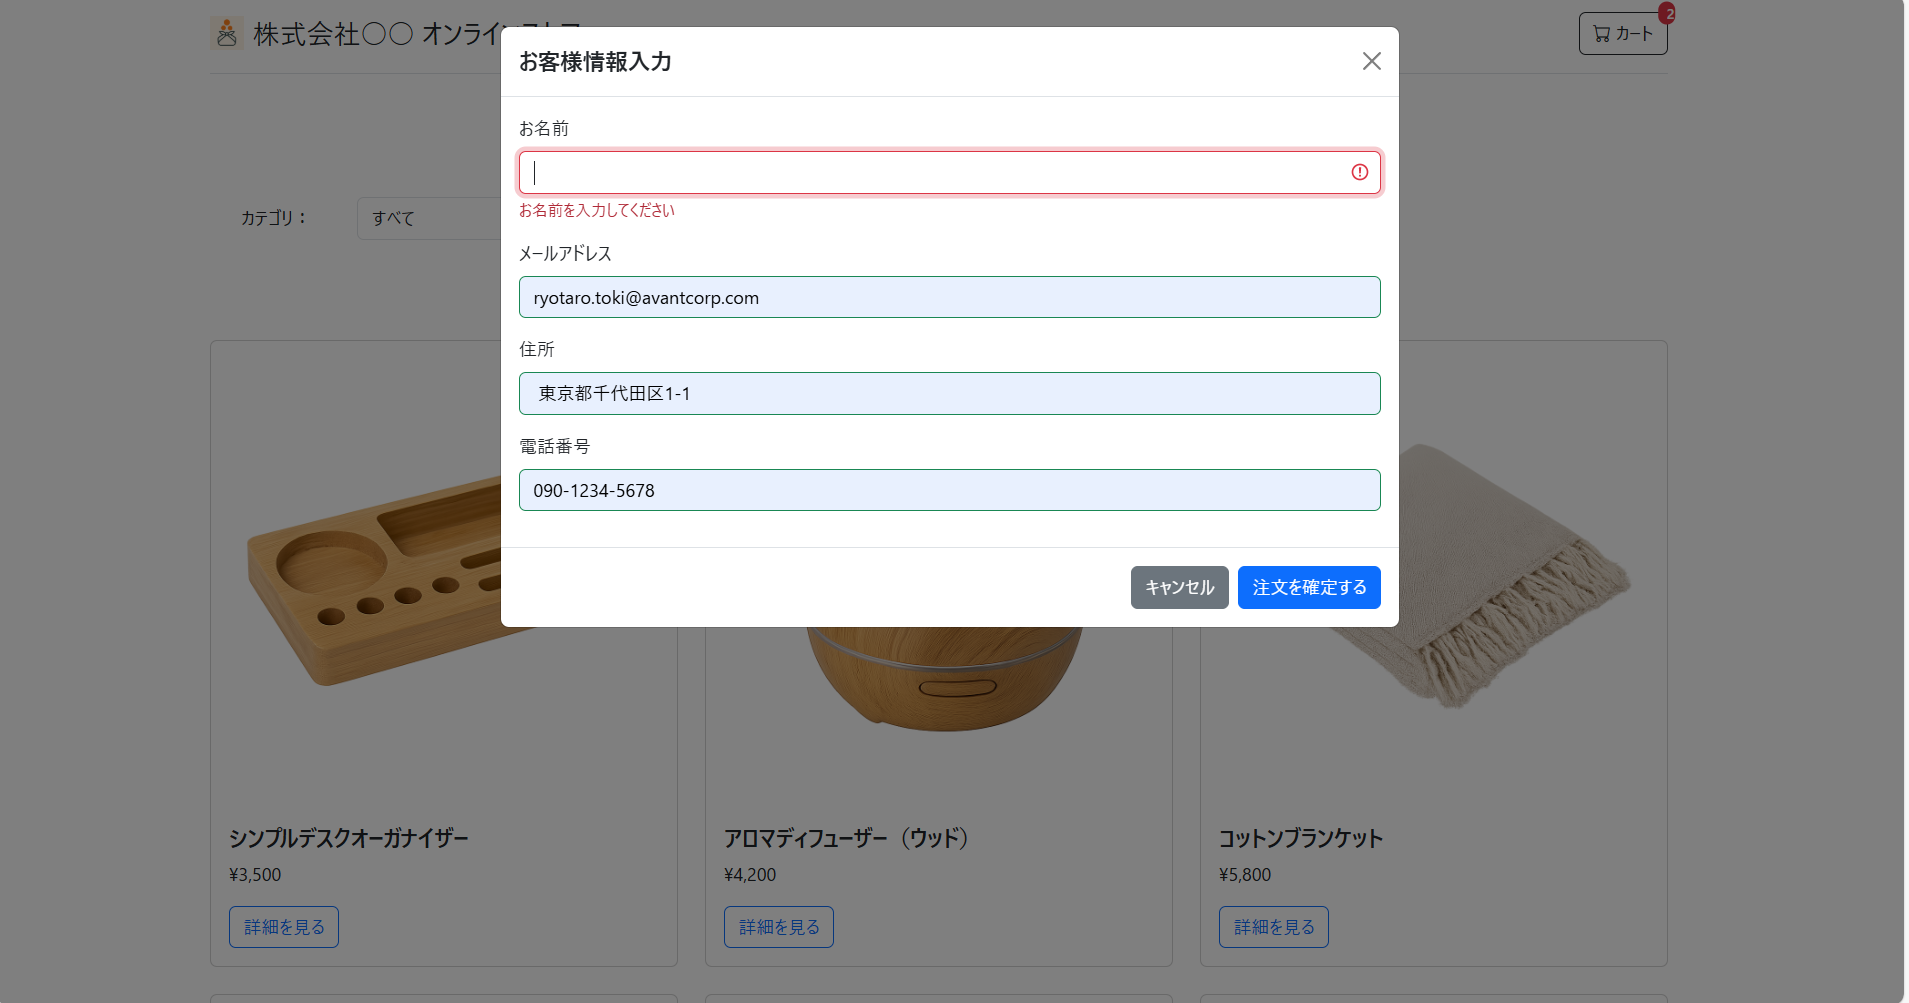 株式会社〇〇 オンライ
2
カート
お客様情報入力
お名前
お名前を入力してください
カテゴリ：
すべて
メールアドレス
ryotaro.toki@avantcorp.com
住所
東京都千代田区1-1
電話番号
090-1234-5678
キャンセル
注文を確定する
シンプルデスクオーガナイザー
¥3,500
詳細を見る
アロマディフューザー（ウッド）
¥4,200
詳細を見る
コットンブランケット
¥5,800
詳細を見る